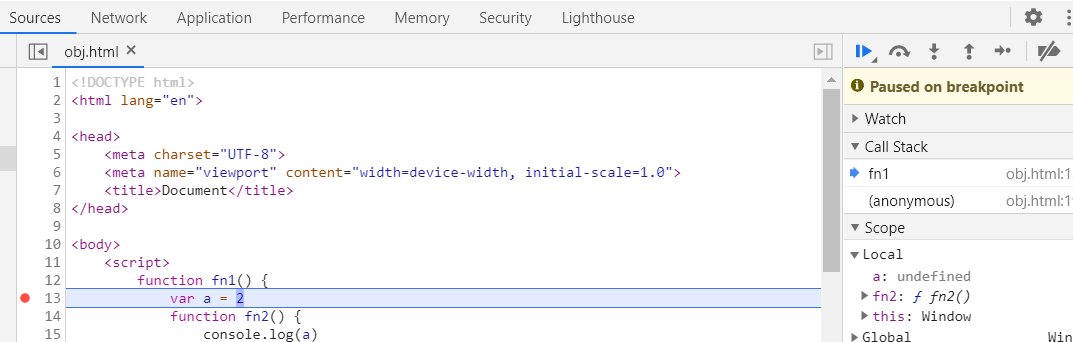 Sources Network Application Performance Memory Security Lighthouse
obj.html
1 <!DOCTYPE html>
2 <html lang="en">
3
4 <head>
5 <meta charset="UTF-8">
6 <meta name="viewport" content="width=device-width, initial-scale=1.0">
7 <title>Document</title>
8 </head>
9
10 <body>
11 <script>
12 function fn1() {
13 var a = 2
14 function fn2() {
15 console.log(a)
Paused on breakpoint
Watch
Call Stack
fn1 obj.html:1
(anonymous) obj.html:1
Scope
Local
a: undefined
fn2: ƒ fn2()
this: Window
Global Win